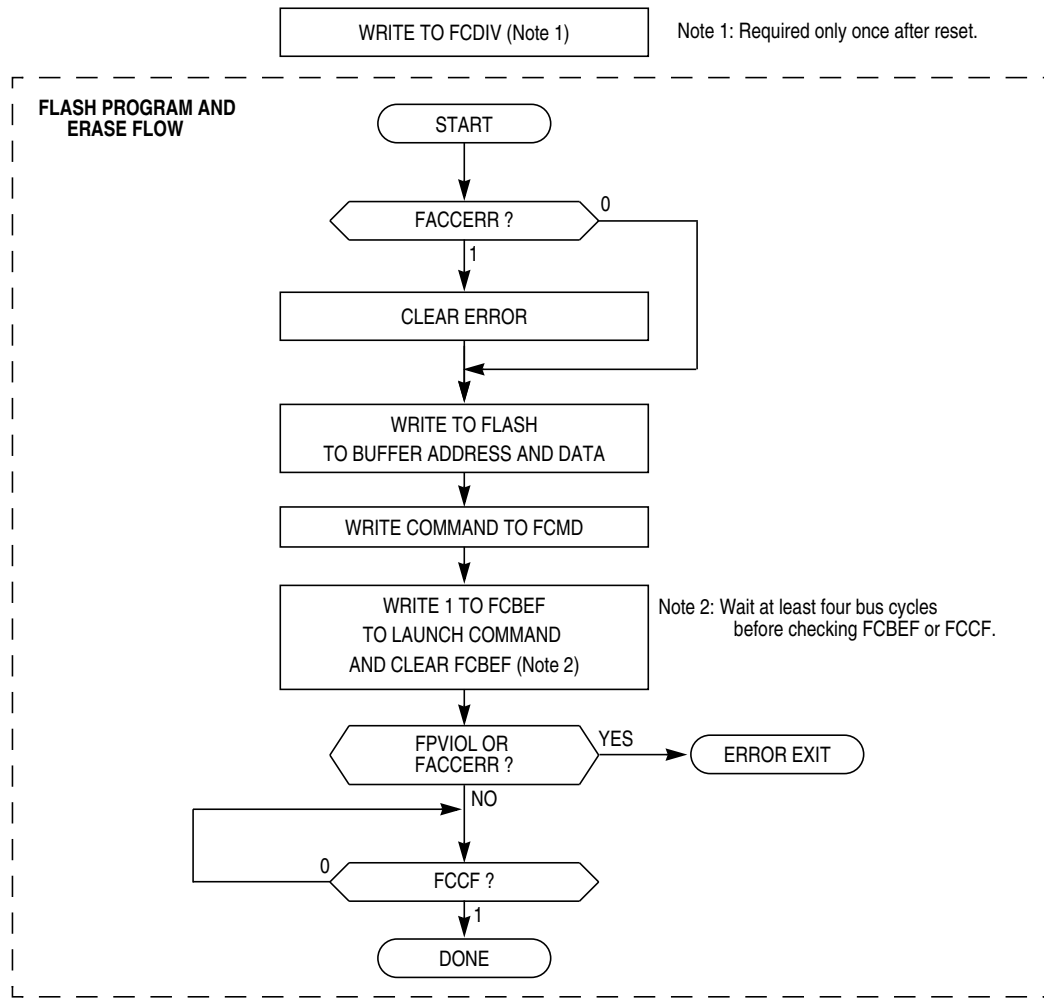 WRITE TO FCDIV (Note 1)
Note 1: Required only once after reset.
FLASH PROGRAM AND
ERASE FLOW
START
FACCERR ?
0
1
CLEAR ERROR
WRITE TO FLASH
TO BUFFER ADDRESS AND DATA
WRITE COMMAND TO FCMD
WRITE 1 TO FCBEF
TO LAUNCH COMMAND
AND CLEAR FCBEF (Note 2)
Note 2: Wait at least four bus cycles
before checking FCBEF or FCCF.
FPVIOL OR
FACCERR ?
YES
ERROR EXIT
NO
0
FCCF ?
1
DONE